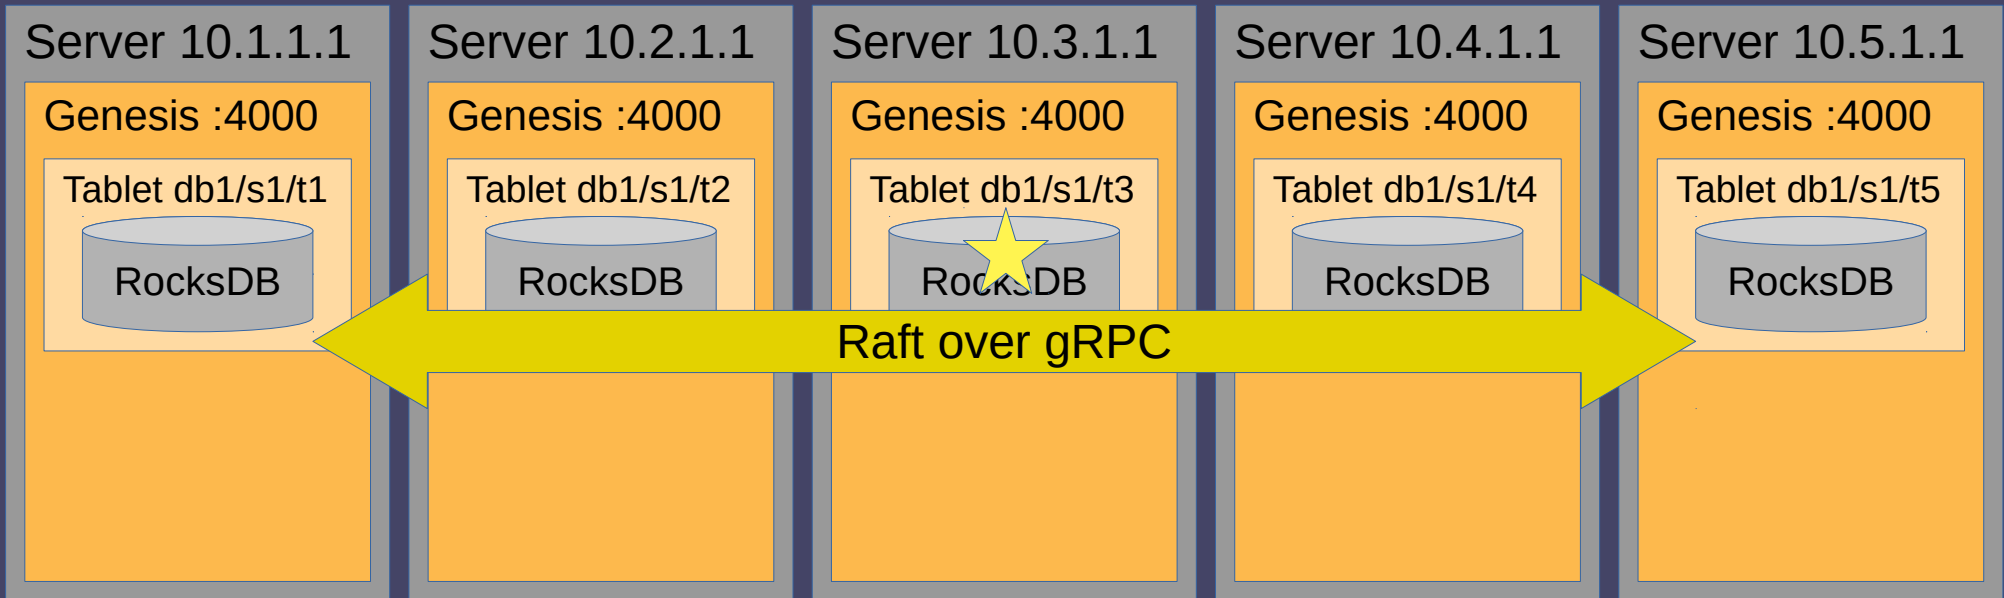 Server 10.1.1.1
Genesis :4000
Tablet db1/s1/t1
RocksDB
Server 10.2.1.1
Genesis :4000
Tablet db1/s1/t2
RocksDB
Server 10.3.1.1
Genesis :4000
Tablet db1/s1/t3
RocksDB
Server 10.4.1.1
Genesis :4000
Tablet db1/s1/t4
RocksDB
Server 10.5.1.1
Genesis :4000
Tablet db1/s1/t5
RocksDB
Raft over gRPC